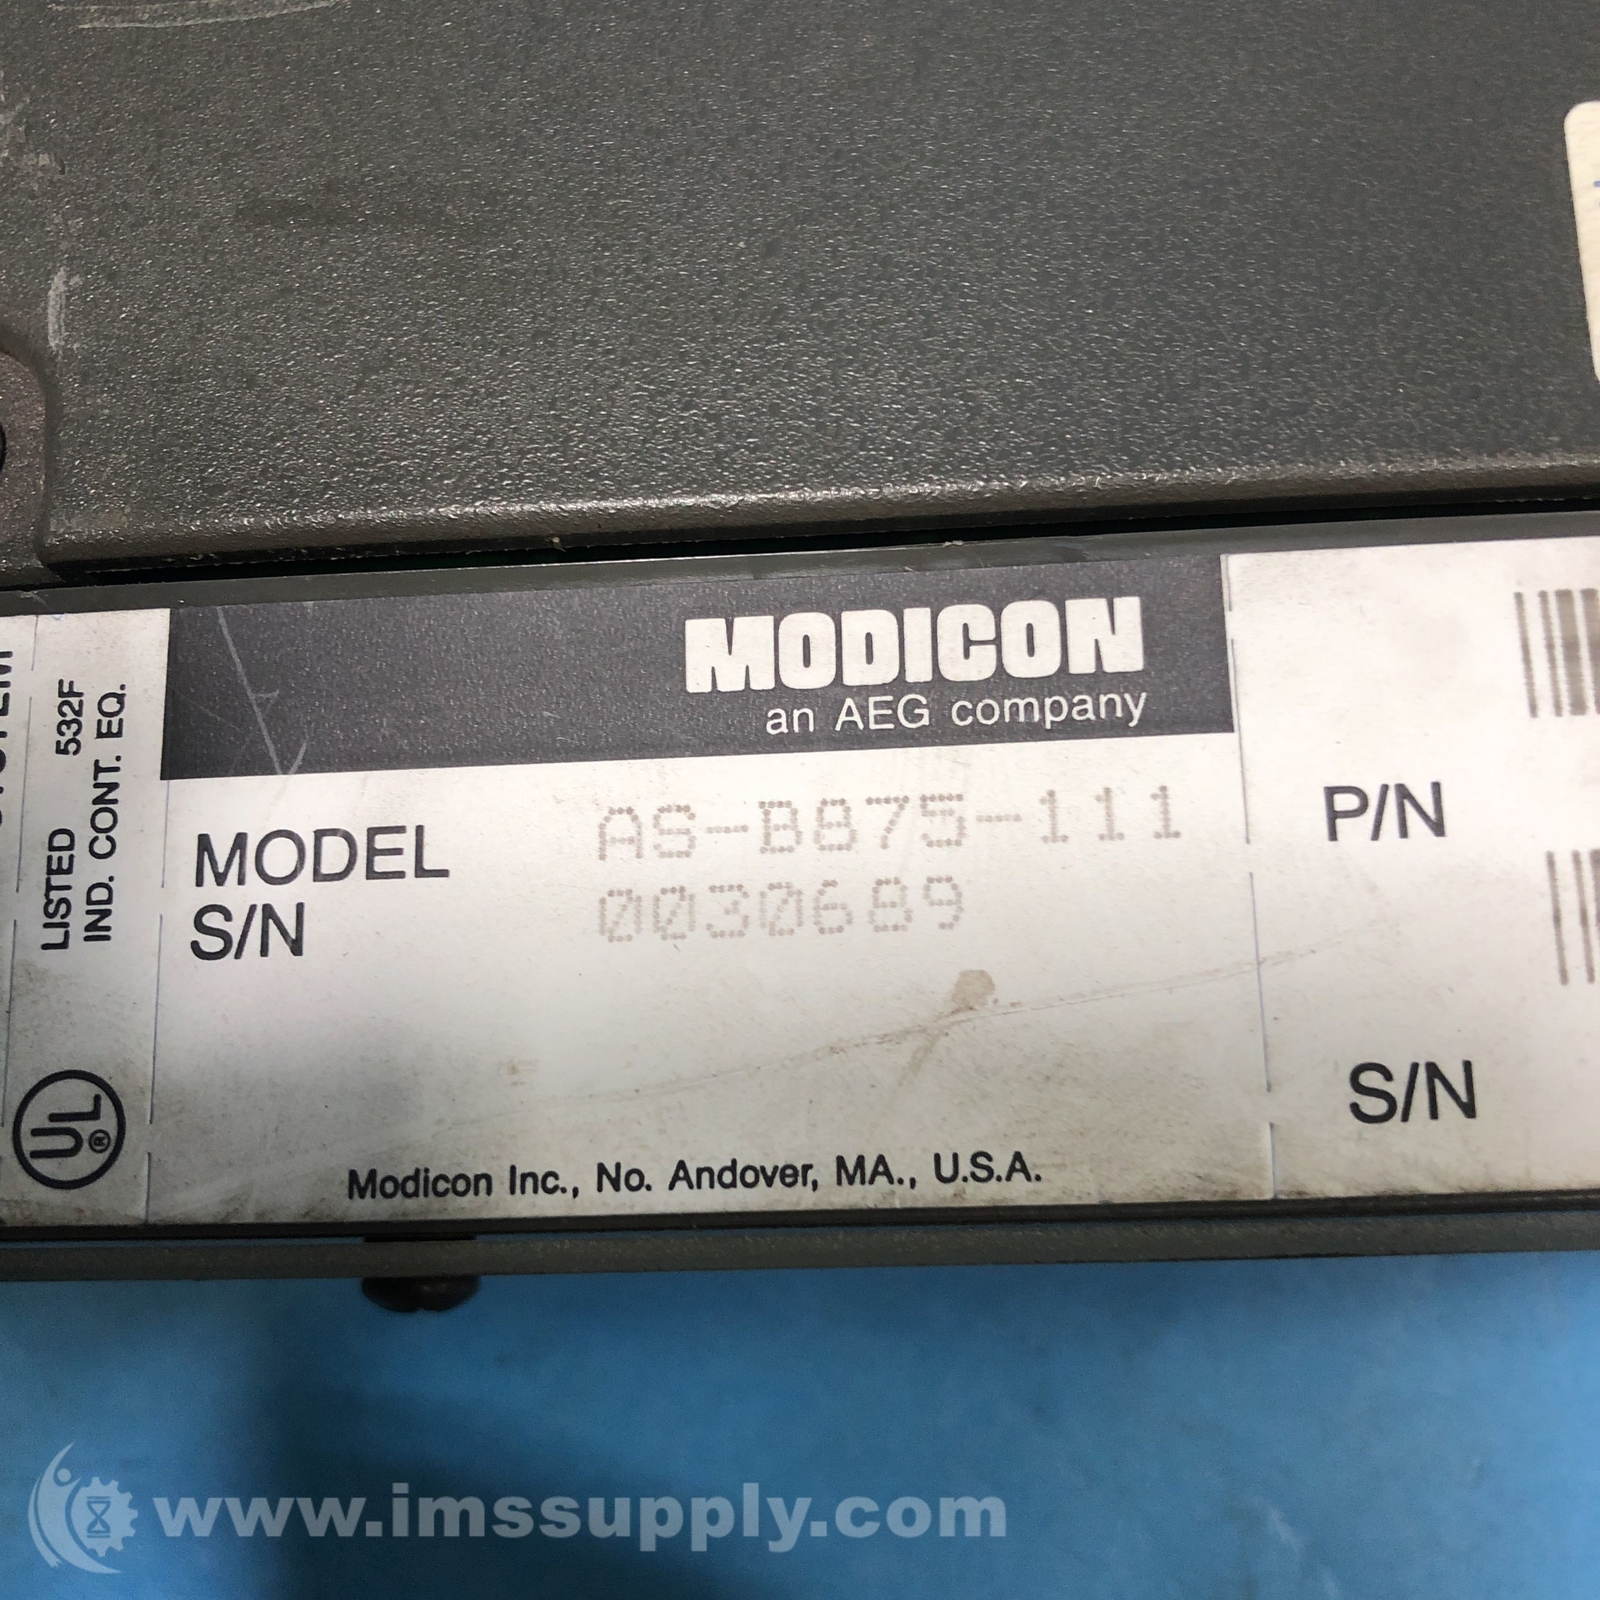 LISTED 532F
IND. CONT. EQ.
UL®
MODICON
an AEG company
MODEL AS-B875-111
S/N 0030689
Modicon Inc., No. Andover, MA., U.S.A.
P/N
S/N
www.imssupply.com